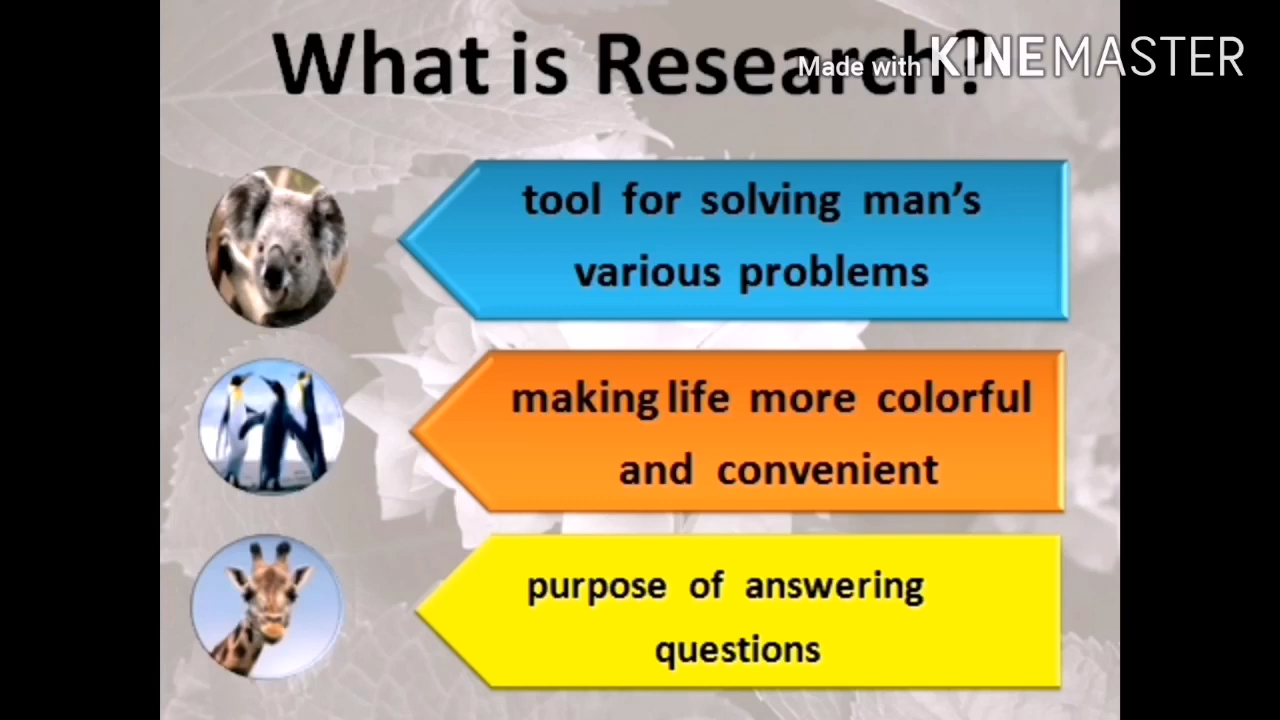 What is Research?
Made with KINEMASTER
tool for solving man's
various problems
making life more colorful
and convenient
purpose of answering
questions